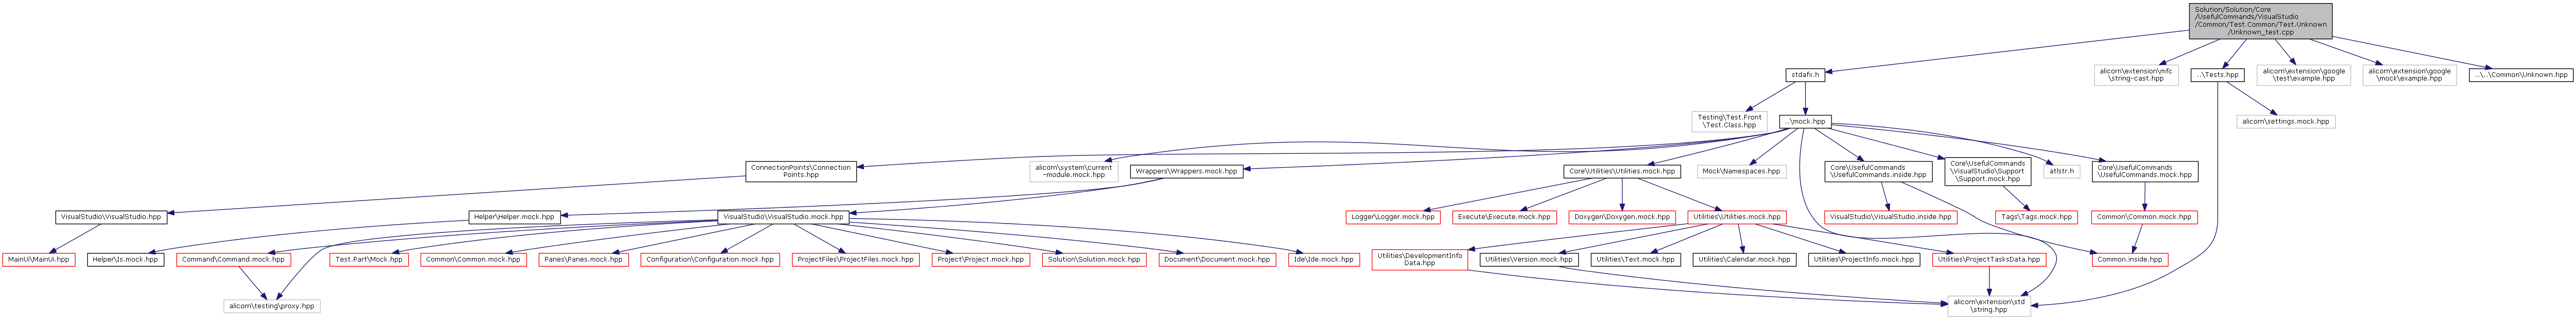 Solution/Solution/Core
/UsefulCommands/VisualStudio
/Common/Test.Common/Test.Unknown
/Unknown_test.cpp
stdafx.h
alicorn\extension\mfc
\string-cast.hpp
..\Tests.hpp
alicorn\extension\google
\test\example.hpp
alicorn\extension\google
\mock\example.hpp
..\..\Common\Unknown.hpp
Testing\Test.Front
\Test.Class.hpp
..\mock.hpp
alicorn\settings.mock.hpp
ConnectionPoints\Connection
Points.hpp
alicorn\system\current
-module.mock.hpp
Wrappers\Wrappers.mock.hpp
Core\Utilities\Utilities.mock.hpp
Mock\Namespaces.hpp
Core\UsefulCommands
\UsefulCommands.inside.hpp
Core\UsefulCommands
\VisualStudio\Support
\Support.mock.hpp
atlstr.h
Core\UsefulCommands
\UsefulCommands.mock.hpp
VisualStudio\VisualStudio.hpp
Helper\Helper.mock.hpp
VisualStudio\VisualStudio.mock.hpp
Logger\Logger.mock.hpp
Execute\Execute.mock.hpp
Doxygen\Doxygen.mock.hpp
Utilities\Utilities.mock.hpp
VisualStudio\VisualStudio.inside.hpp
Tags\Tags.mock.hpp
Common\Common.mock.hpp
MainUi\MainUi.hpp
Helper\Is.mock.hpp
Command\Command.mock.hpp
Test.Part\Mock.hpp
Common\Common.mock.hpp
Panes\Panes.mock.hpp
Configuration\Configuration.mock.hpp
ProjectFiles\ProjectFiles.mock.hpp
Project\Project.mock.hpp
Solution\Solution.mock.hpp
Document\Document.mock.hpp
Ide\Ide.mock.hpp
Utilities\DevelopmentInfo
Data.hpp
Utilities\Version.mock.hpp
Utilities\Text.mock.hpp
Utilities\Calendar.mock.hpp
Utilities\ProjectInfo.mock.hpp
Utilities\ProjectTasksData.hpp
Common.inside.hpp
alicorn\testing\proxy.hpp
alicorn\extension\std
\string.hpp